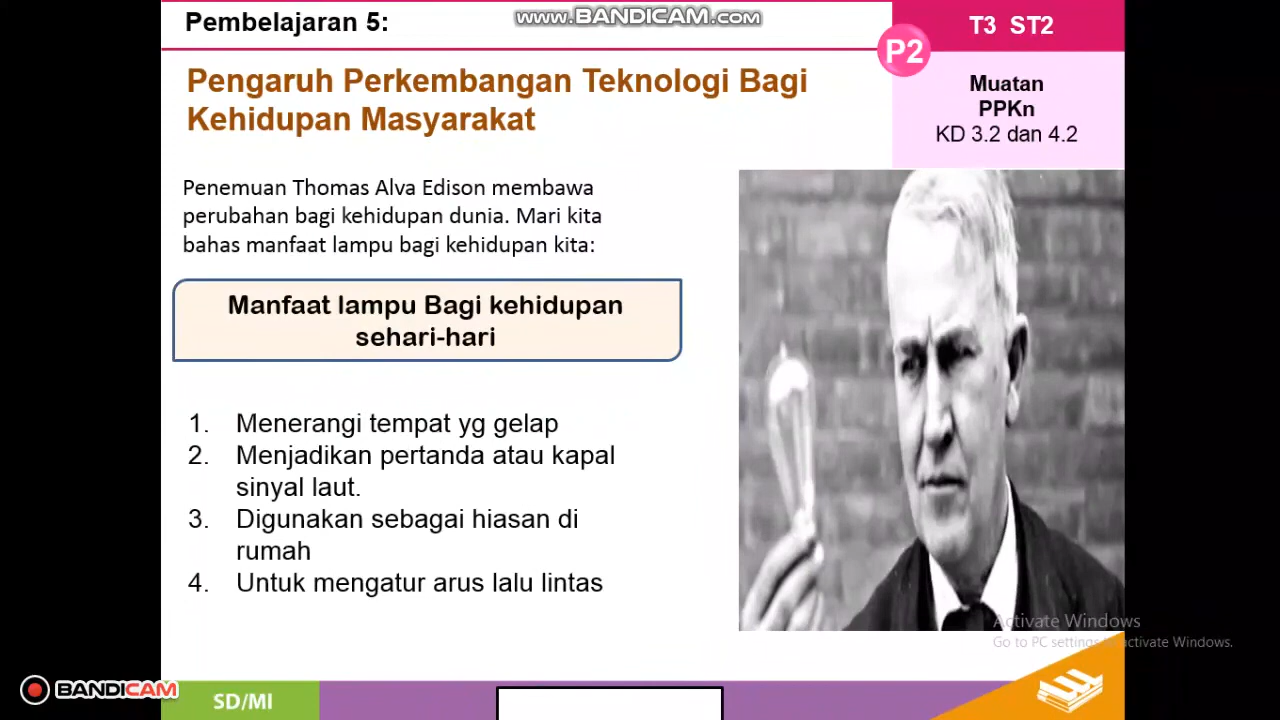 Pembelajaran 5:
www.BANDICAM.com
T3 ST2
P2
Muatan
PPKn
KD 3.2 dan 4.2
Pengaruh Perkembangan Teknologi Bagi
Kehidupan Masyarakat
Penemuan Thomas Alva Edison membawa
perubahan bagi kehidupan dunia. Mari kita
bahas manfaat lampu bagi kehidupan kita:
Manfaat lampu Bagi kehidupan
sehari-hari
1. Menerangi tempat yg gelap
2. Menjadikan pertanda atau kapal
sinyal laut.
3. Digunakan sebagai hiasan di
rumah
4. Untuk mengatur arus lalu lintas
Activate Windows
Go to PC settings to activate Windows.
BANDICAM
SD/MI